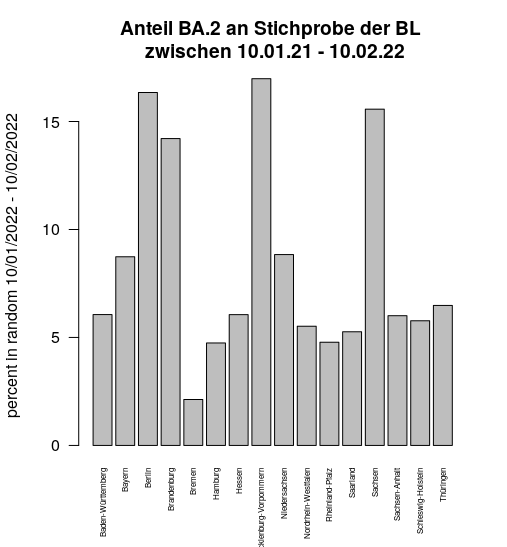 Anteil BA.2 an Stichprobe der BL
zwischen 10.01.21 - 10.02.22
percent in random 10/01/2022 - 10/02/2022
15
10
5
0
Baden-Württemberg
Bayern
Berlin
Brandenburg
Bremen
Hamburg
Hessen
cklenburg-Vorpommern
Niedersachsen
Nordrhein-Westfalen
Rheinland-Pfalz
Saarland
Sachsen
Sachsen-Anhalt
Schleswig-Holstein
Thüringen